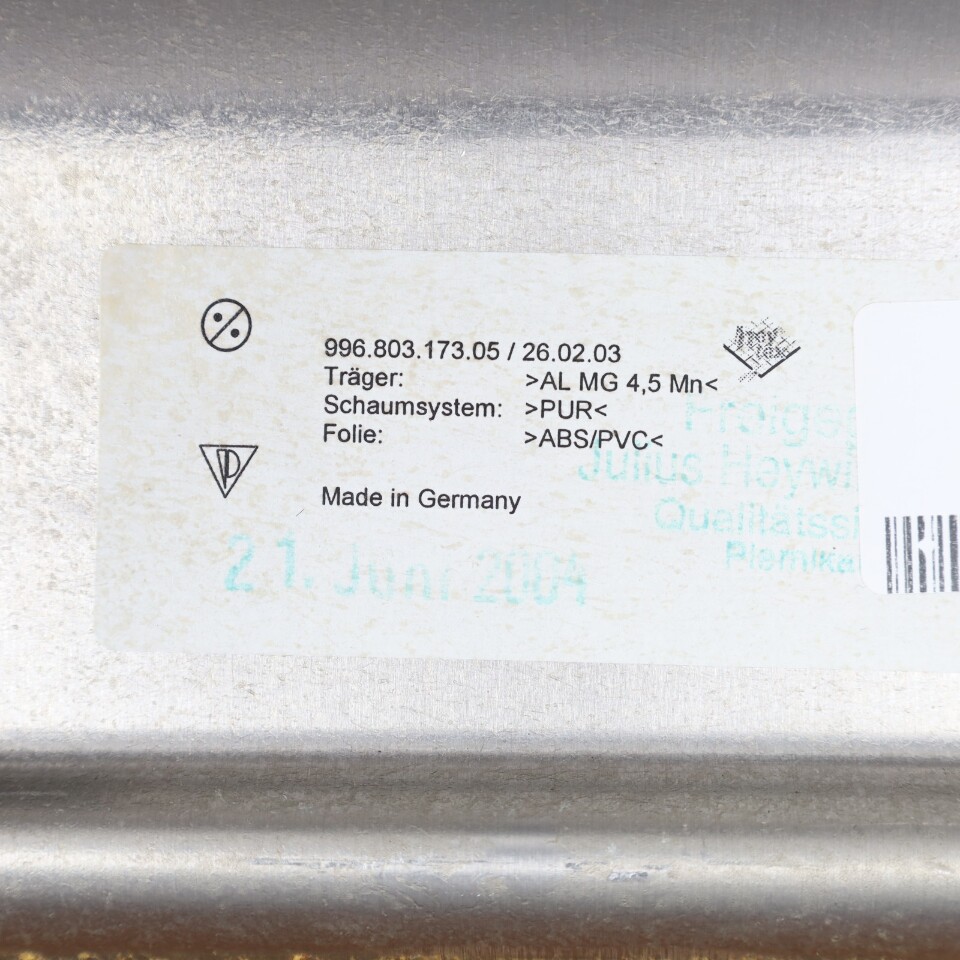 996.803.173.05 / 26.02.03
Träger: >AL MG 4,5 Mn<
Schaumsystem: >PUR<
Folie: >ABS/PVC<
Made in Germany
Julius Heywi
Qualitätssi
21. Juni 2004